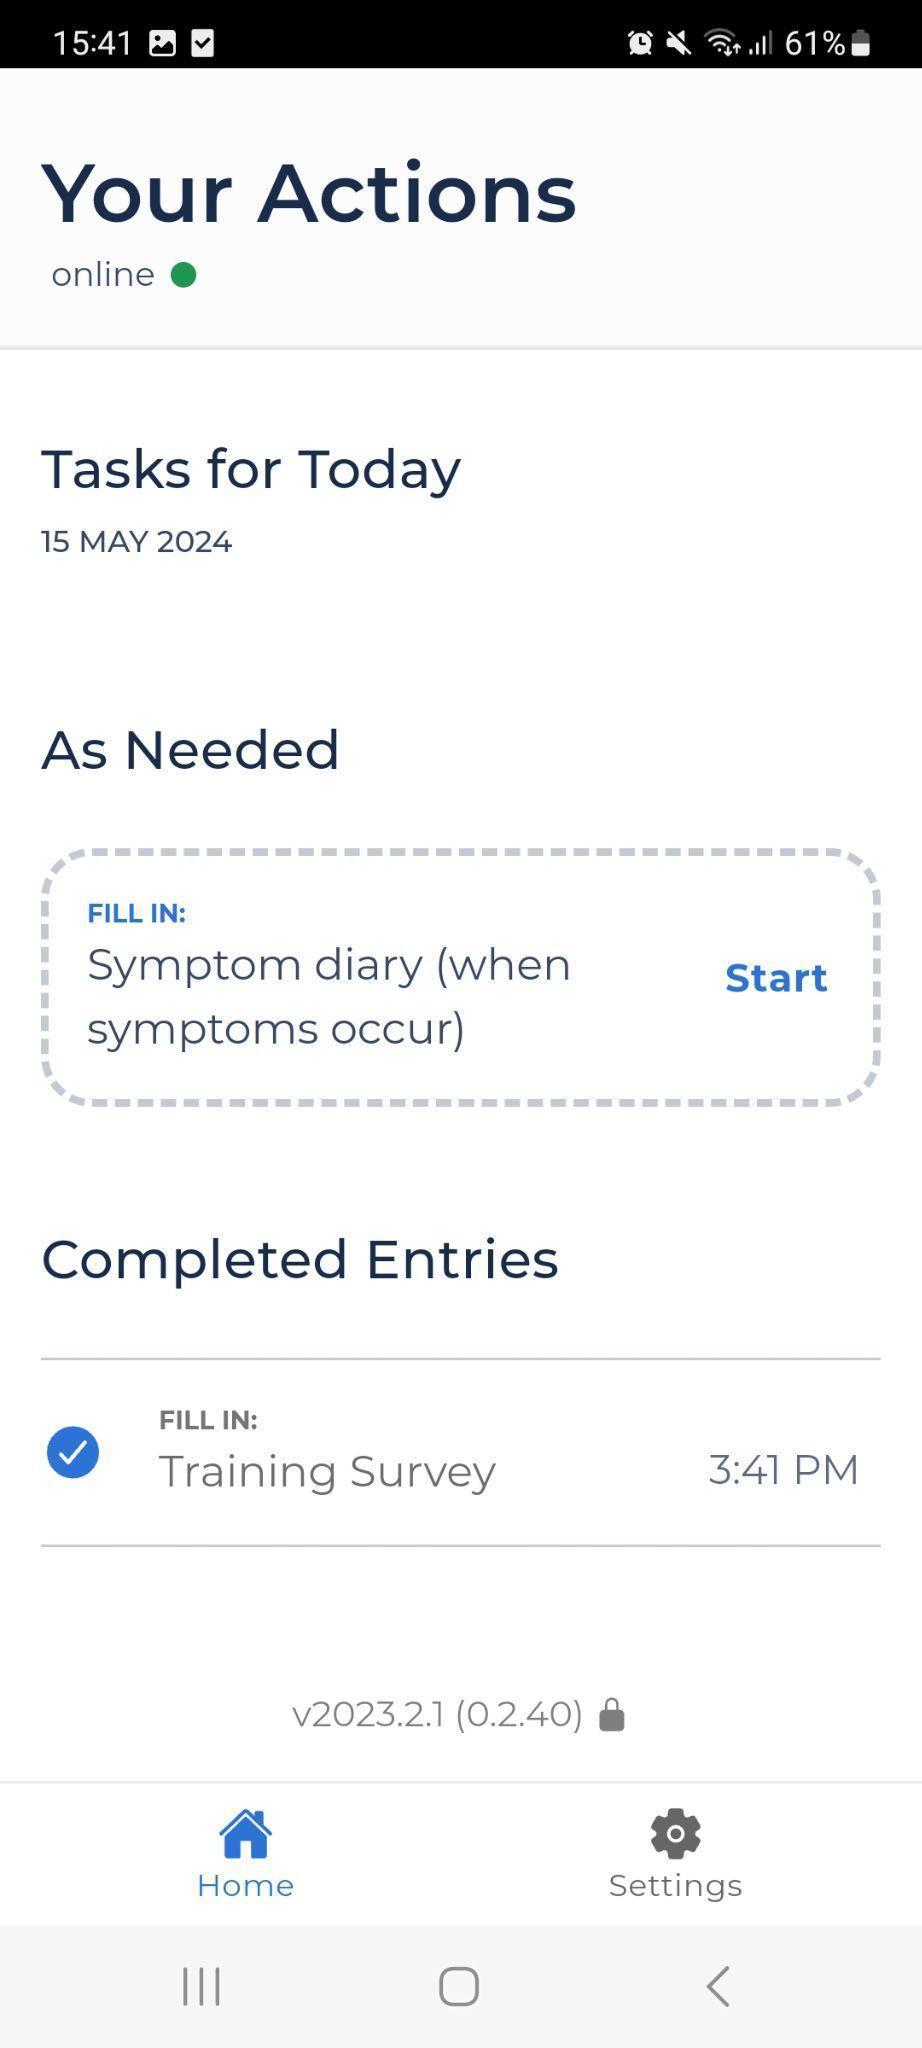 15:41
61%
Your Actions
online
Tasks for Today
15 MAY 2024
As Needed
FILL IN:
Symptom diary (when
symptoms occur)
Start
Completed Entries
FILL IN:
Training Survey
3:41 PM
v2023.2.1 (0.2.40)
Home
Settings